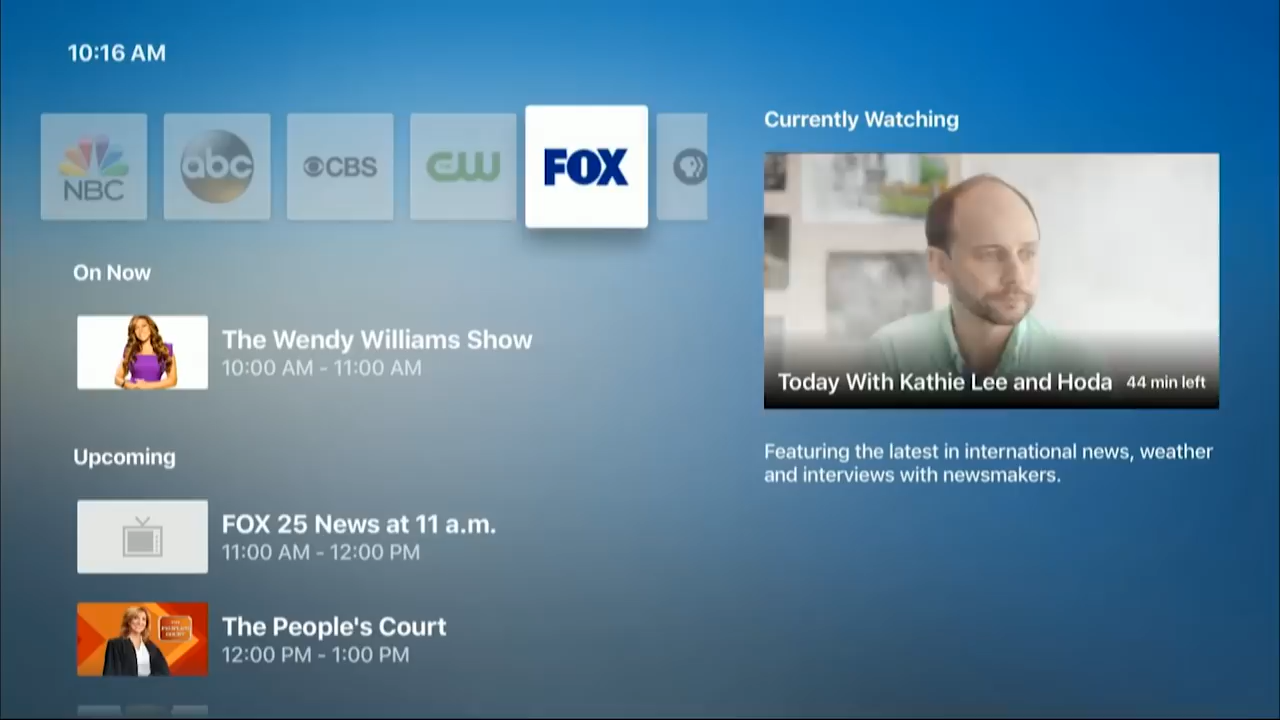 10:16 AM
NBC
abc
CBS
CW
FOX
Currently Watching
On Now
The Wendy Williams Show
10:00 AM - 11:00 AM
Today With Kathie Lee and Hoda 44 min left
Upcoming
Featuring the latest in international news, weather
and interviews with newsmakers.
FOX 25 News at 11 a.m.
11:00 AM - 12:00 PM
The People's Court
12:00 PM - 1:00 PM